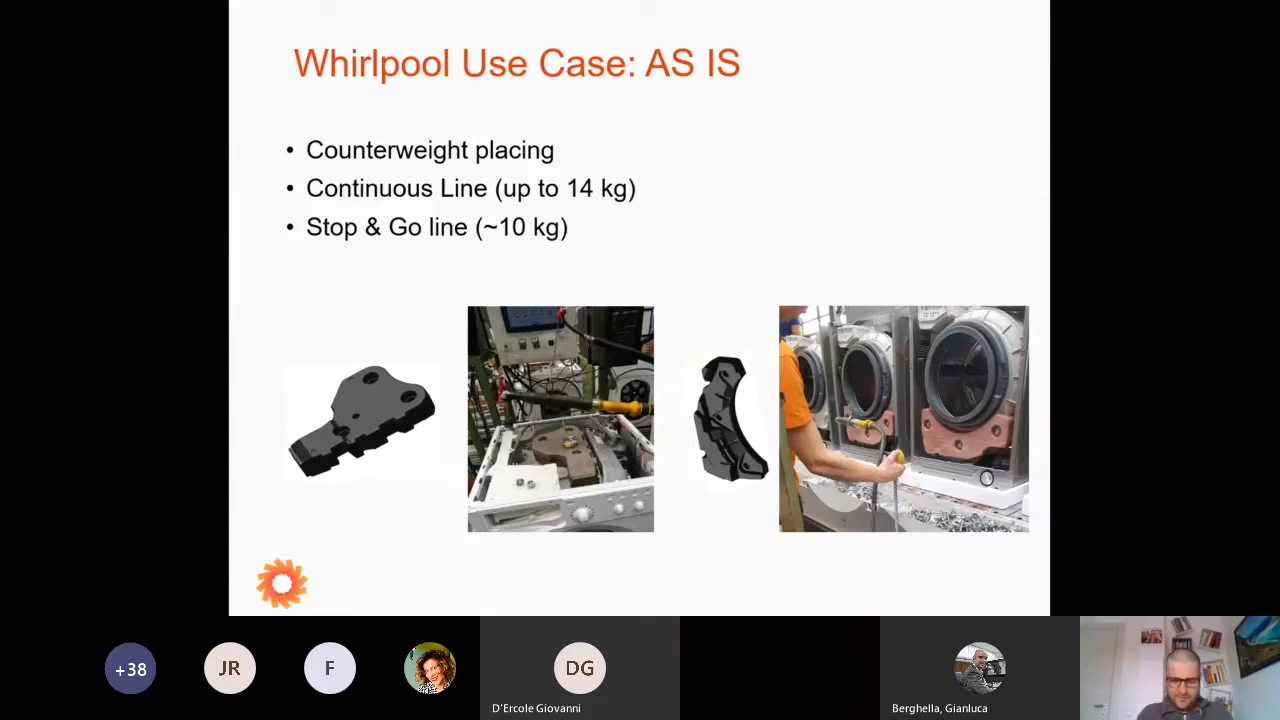 Whirlpool Use Case: AS IS
• Counterweight placing
• Continuous Line (up to 14 kg)
• Stop & Go line (~10 kg)
+38
JR
F
DG
D'Ercole Giovanni
Berghella, Gianluca